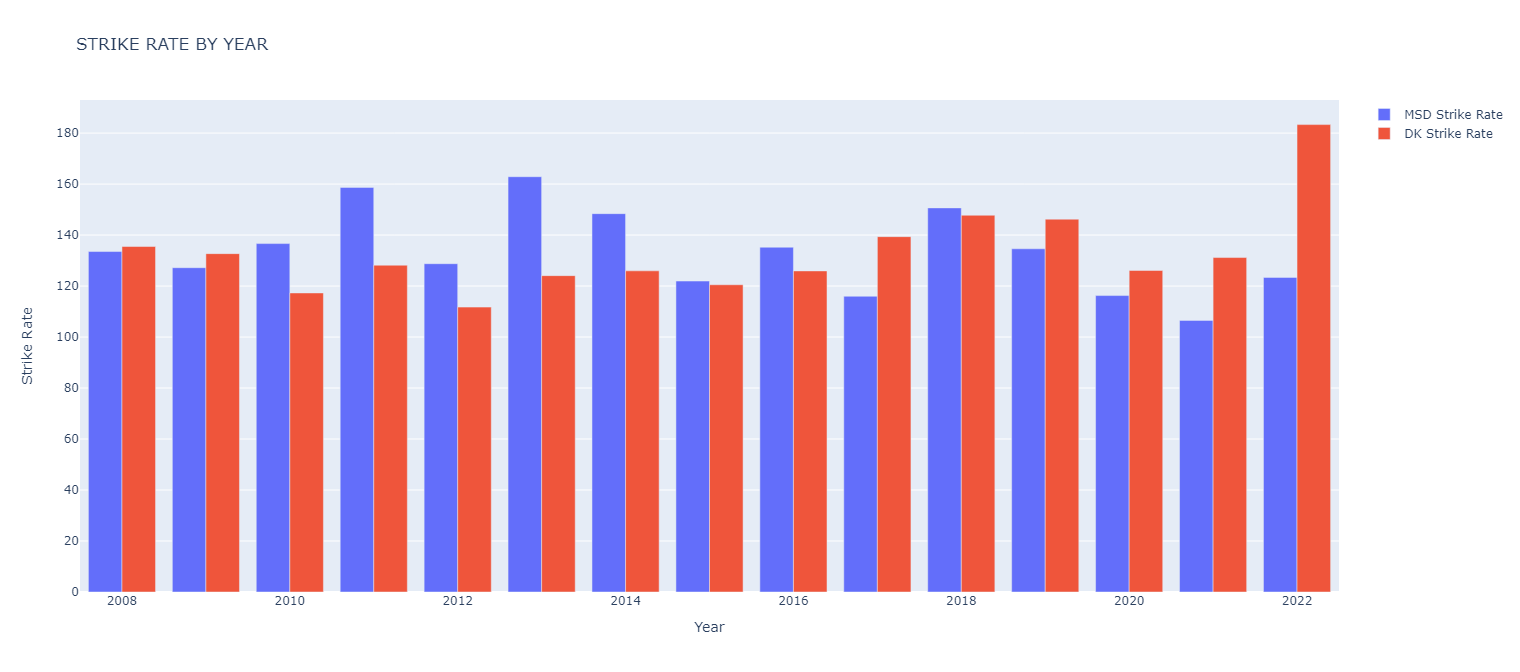 STRIKE RATE BY YEAR
MSD Strike Rate
DK Strike Rate
180
160
140
120
100
80
60
40
20
0
Strike Rate
2008 2010 2012 2014 2016 2018 2020 2022
Year